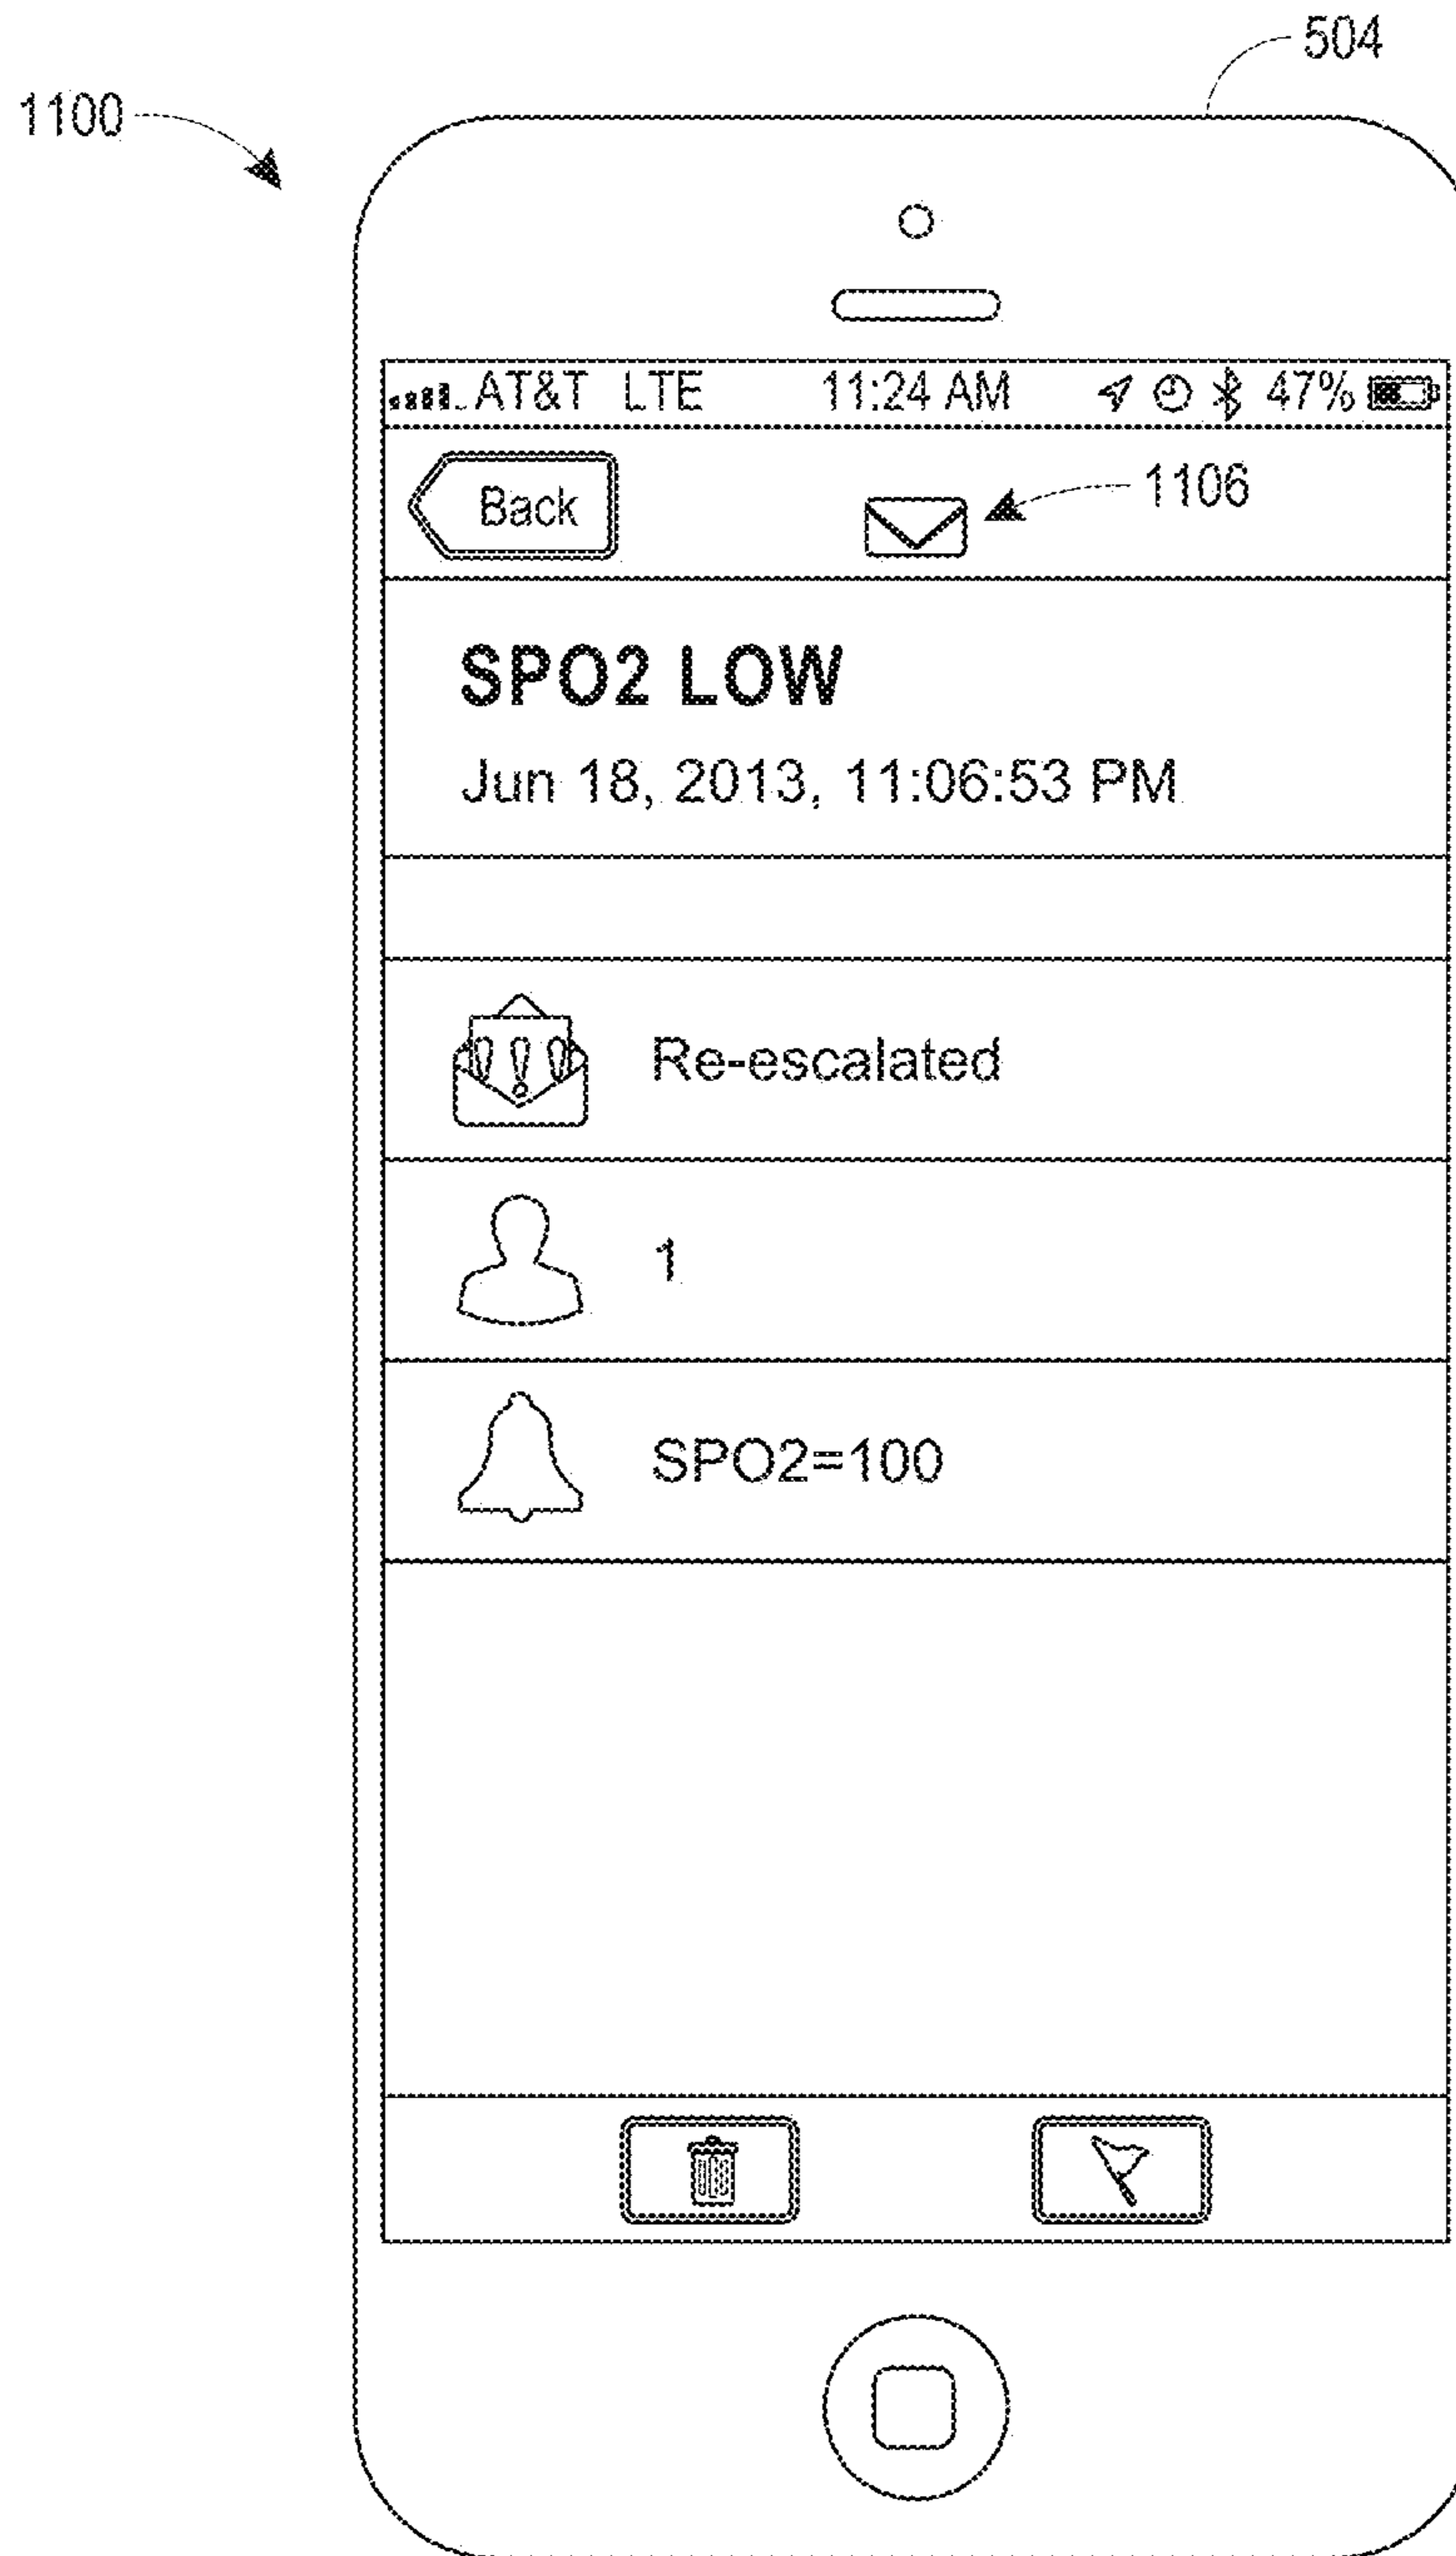 504
1100
AT&T LTE 11:24 AM 47%
Back
1106
SPO2 LOW
Jun 18, 2013, 11:06:53 PM
Re-escalated
1
SPO2=100